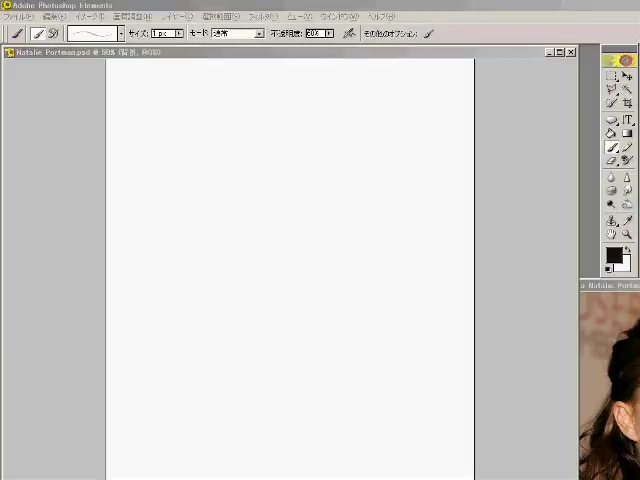 Adobe Photoshop Elements
ファイル(F) 編集(E) イメージ(I) 画質調整(N) レイヤー(L) 選択範囲(S) フィルタ(T) ビュー(V) ウィンドウ(W) ヘルプ(H)
サイズ: 1 px モード: 通常 不透明度: 60% その他のオプション:
Natalie Portman.psd @ 50% (背景, RGB)
T
a Natalie Portma